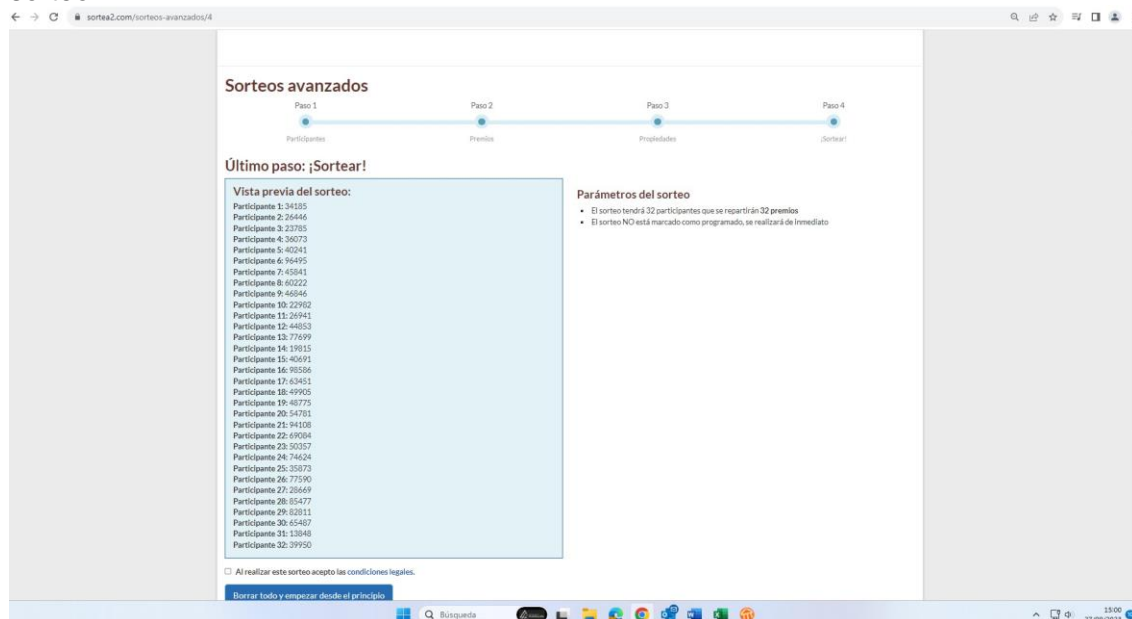 sortea2.com/sorteos-avanzados/4
Sorteos avanzados
Paso 1 Paso 2 Paso 3 Paso 4
Participantes Premios Propiedades ¡Sortear!
Último paso: ¡Sortear!
Vista previa del sorteo:
Participante 1: 34185
Participante 2: 26446
Participante 3: 23785
Participante 4: 36073
Participante 5: 40241
Participante 6: 96495
Participante 7: 45841
Participante 8: 60222
Participante 9: 46846
Participante 10: 22982
Participante 11: 26941
Participante 12: 44853
Participante 13: 77699
Participante 14: 19815
Participante 15: 40691
Participante 16: 98586
Participante 17: 63451
Participante 18: 49905
Participante 19: 48775
Participante 20: 54781
Participante 21: 94108
Participante 22: 69084
Participante 23: 50357
Participante 24: 74624
Participante 25: 35873
Participante 26: 77590
Participante 27: 28669
Participante 28: 85477
Participante 29: 82811
Participante 30: 65487
Participante 31: 13848
Participante 32: 39950
Parámetros del sorteo
• El sorteo tendrá 32 participantes que se repartirán 32 premios
• El sorteo NO está marcado como programado, se realizará de inmediato
Al realizar este sorteo acepto las condiciones legales.
Borrar todo y empezar desde el principio
Búsqueda
15:00